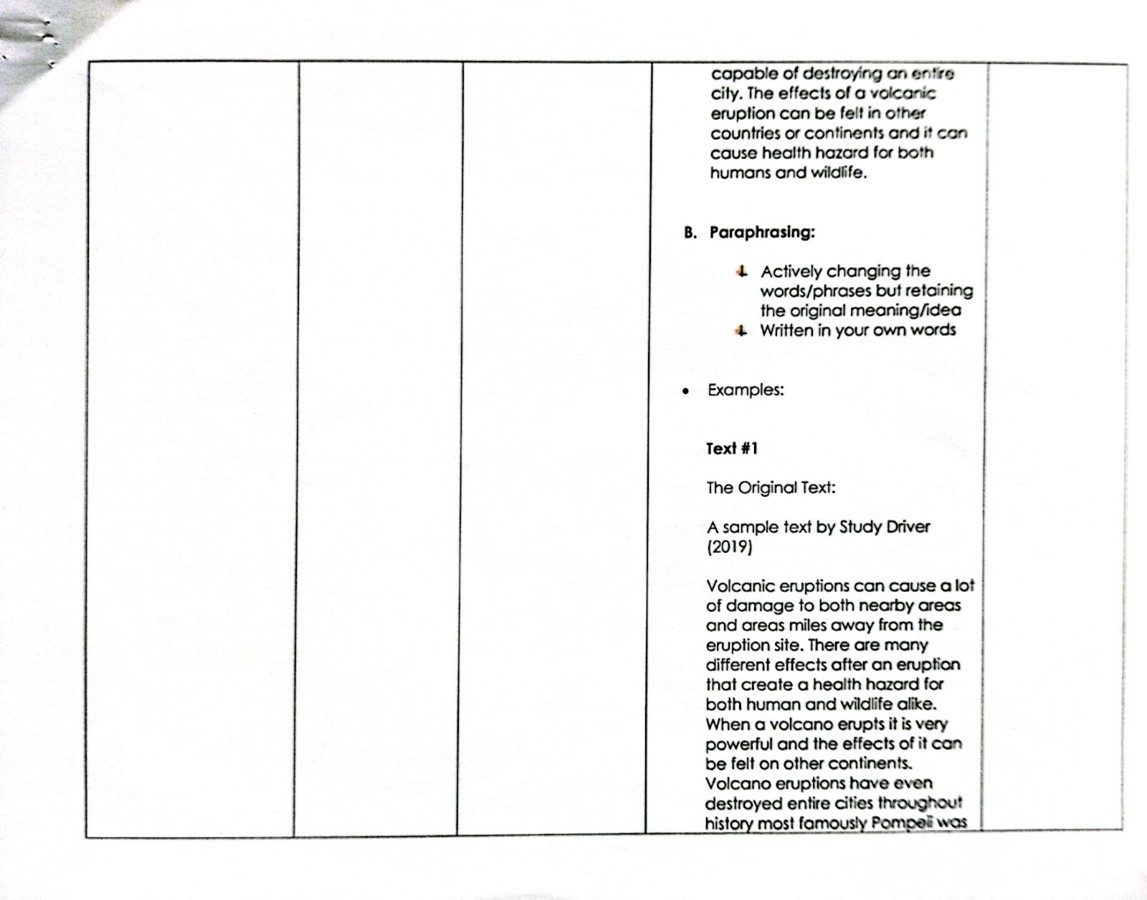 capable of destroying an entire
city. The effects of a volcanic
eruption can be felt in other
countries or continents and it can
cause health hazard for both
humans and wildlife.
B. Paraphrasing:
Actively changing the
words/phrases but retaining
the original meaning/idea
Written in your own words
• Examples:
Text #1
The Original Text:
A sample text by Study Driver
(2019)
Volcanic eruptions can cause a lot
of damage to both nearby areas
and areas miles away from the
eruption site. There are many
different effects after an eruption
that create a health hazard for
both human and wildlife alike.
When a volcano erupts it is very
powerful and the effects of it can
be felt on other continents.
Volcano eruptions have even
destroyed entire cities throughout
history most famously Pompeii was